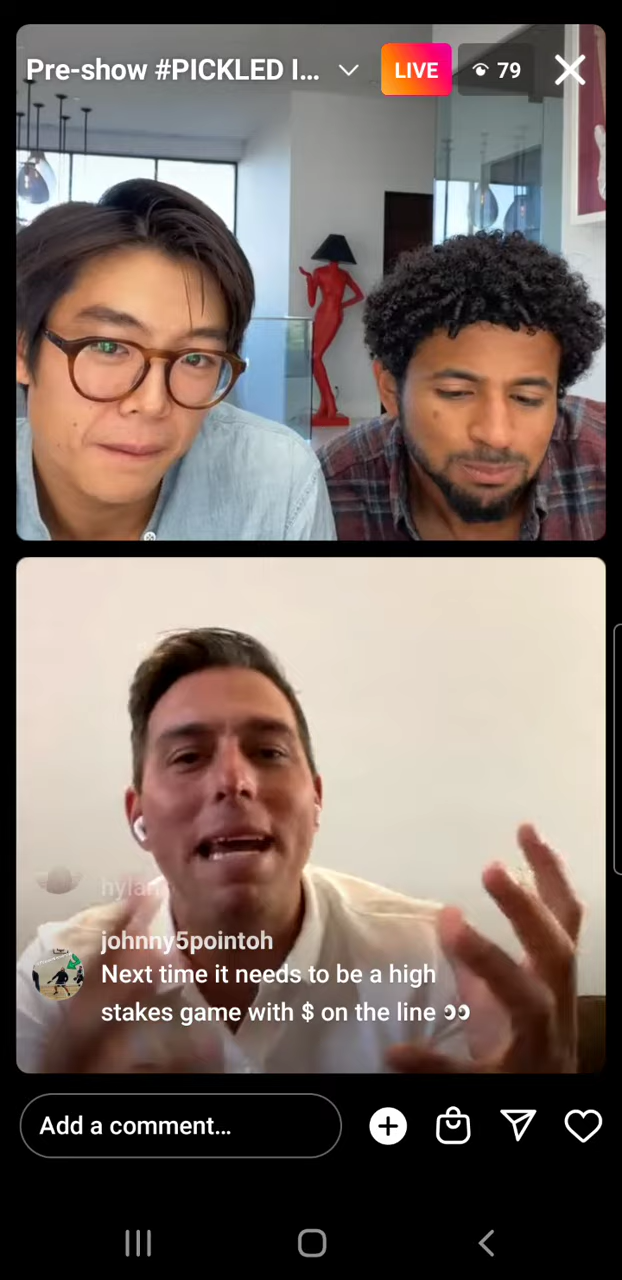 Pre-show #PICKLED I...
LIVE
79
hylan
johnny5pointoh
Next time it needs to be a high
stakes game with $ on the line 👀
Add a comment...